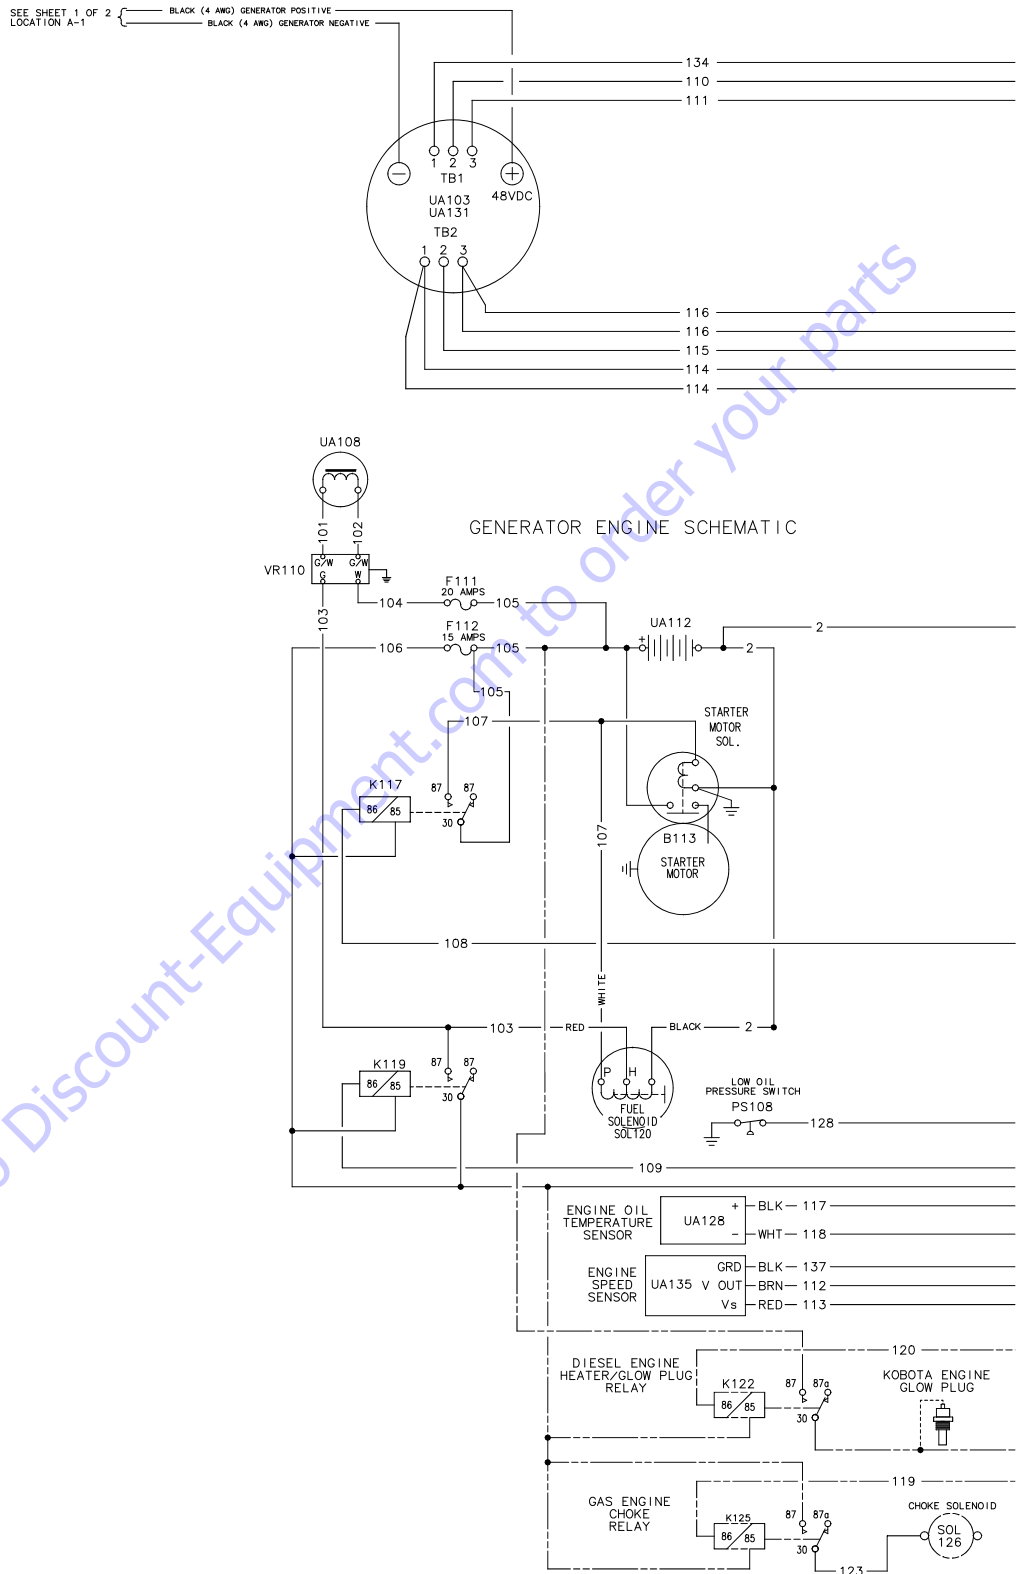 SEE SHEET 1 OF 2
LOCATION A-1
BLACK (4 AWG) GENERATOR POSITIVE
BLACK (4 AWG) GENERATOR NEGATIVE
134
110
111
1 2 3
TB1
48VDC
UA103
UA131
TB2
1 2 3
116
116
115
114
114
UA108
101
102
GENERATOR ENGINE SCHEMATIC
VR110
G/W G/W
G W
F111
20 AMPS
104
105
103
F112
15 AMPS
106
105
UA112
+
2
2
105
107
STARTER
MOTOR
SOL.
K117
86 85
87 87
30
107
B113
STARTER
MOTOR
108
WHITE
103
RED
BLACK
2
K119
86 85
87 87
30
P H
FUEL
SOLENOID
SOL120
LOW OIL
PRESSURE SWITCH
PS108
128
109
ENGINE OIL
TEMPERATURE
SENSOR
UA128
+ BLK 117
- WHT 118
ENGINE
SPEED
SENSOR
UA135
GRD BLK 137
V OUT BRN 112
Vs RED 113
120
DIESEL ENGINE
HEATER/GLOW PLUG
RELAY
K122
86 85
87 87a
30
KOBOTA ENGINE
GLOW PLUG
119
GAS ENGINE
CHOKE
RELAY
K125
86 85
87 87a
30
CHOKE SOLENOID
SOL
126
123
Discount-Equipment.com to order your parts